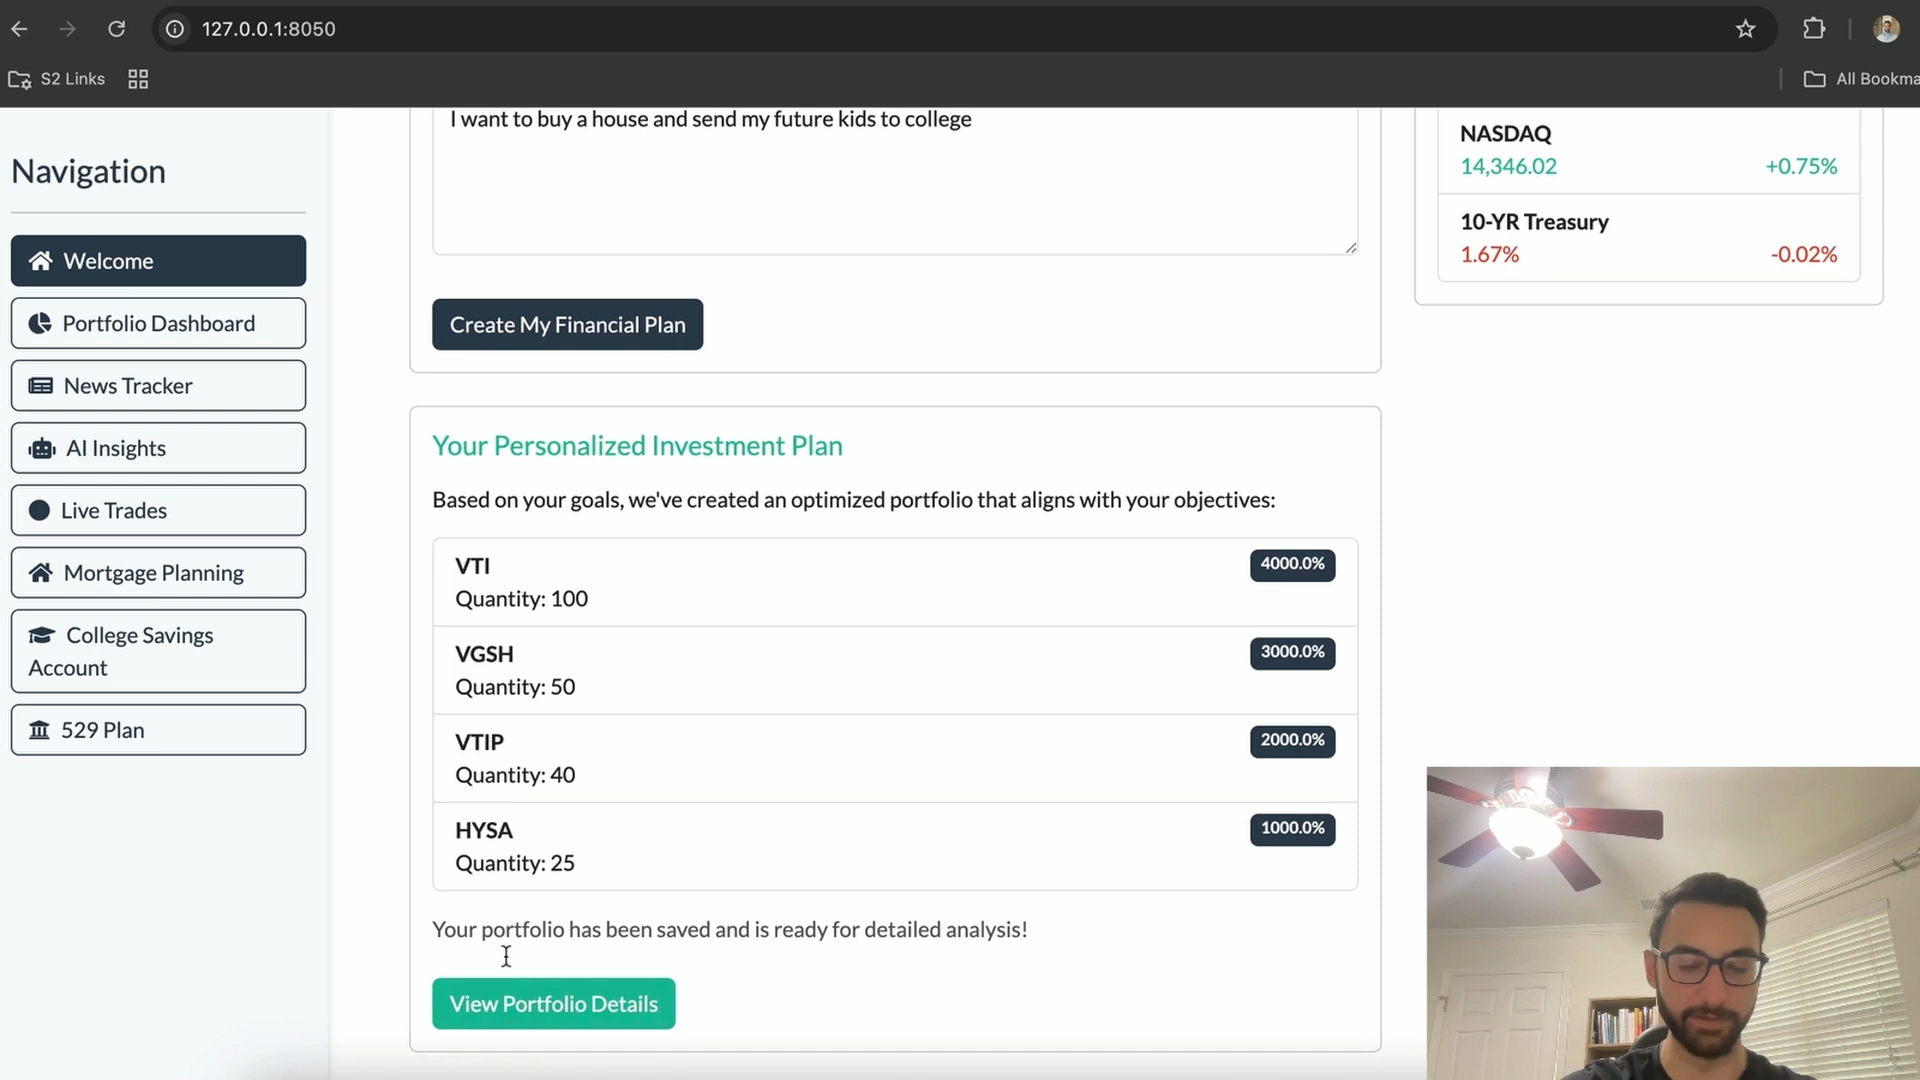 127.0.0.1:8050
S2 Links
All Bookma
Navigation
Welcome
Portfolio Dashboard
News Tracker
AI Insights
Live Trades
Mortgage Planning
College Savings
Account
529 Plan
I want to buy a house and send my future kids to college
Create My Financial Plan
Your Personalized Investment Plan
Based on your goals, we've created an optimized portfolio that aligns with your objectives:
VTI 4000.0%
Quantity: 100
VGSH 3000.0%
Quantity: 50
VTIP 2000.0%
Quantity: 40
HYSA 1000.0%
Quantity: 25
Your portfolio has been saved and is ready for detailed analysis!
View Portfolio Details
NASDAQ
14,346.02 +0.75%
10-YR Treasury
1.67% -0.02%